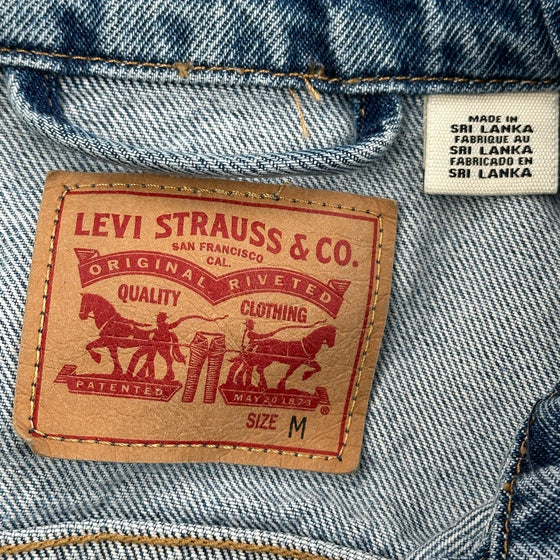 MADE IN
SRI LANKA
FABRIQUE AU
SRI LANKA
FABRICADO EN
SRI LANKA
LEVI STRAUSS & CO.
SAN FRANCISCO
CAL.
ORIGINAL RIVETED
QUALITY CLOTHING
PATENTED MAY 20 1873 ®
SIZE M